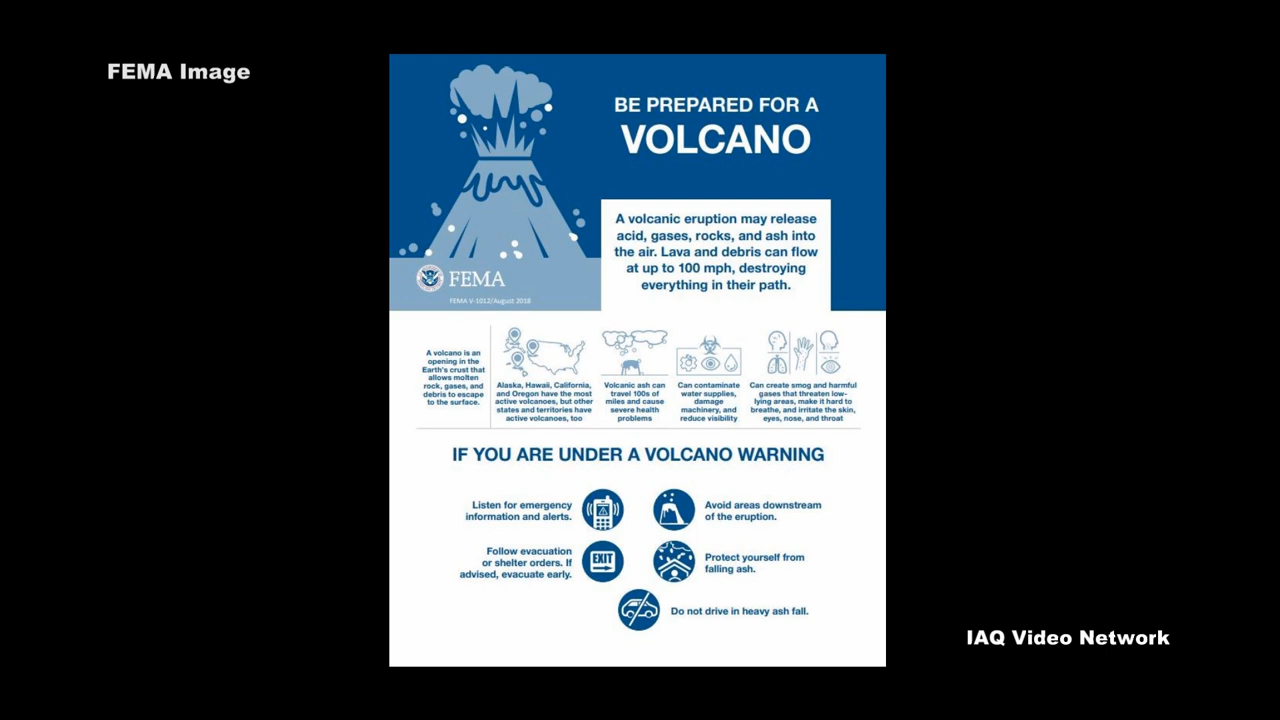 FEMA Image
BE PREPARED FOR A
VOLCANO
A volcanic eruption may release
acid, gases, rocks, and ash into
the air. Lava and debris can flow
at up to 100 mph, destroying
everything in their path.
FEMA
FEMA V-1012/August 2018
A volcano is an
opening in the
Earth's crust that
allows molten
rock, gases, and
debris to escape
to the surface.
Alaska, Hawaii, California,
and Oregon have the most
active volcanoes, but other
states and territories have
active volcanoes, too
Volcanic ash can
travel 100s of
miles and cause
severe health
problems
Can contaminate
water supplies,
damage
machinery, and
reduce visibility
Can create smog and harmful
gases that threaten low-
lying areas, make it hard to
breathe, and irritate the skin,
eyes, nose, and throat
IF YOU ARE UNDER A VOLCANO WARNING
Listen for emergency
information and alerts.
Avoid areas downstream
of the eruption.
Follow evacuation
or shelter orders. If
advised, evacuate early.
EXIT
Protect yourself from
falling ash.
Do not drive in heavy ash fall.
IAQ Video Network